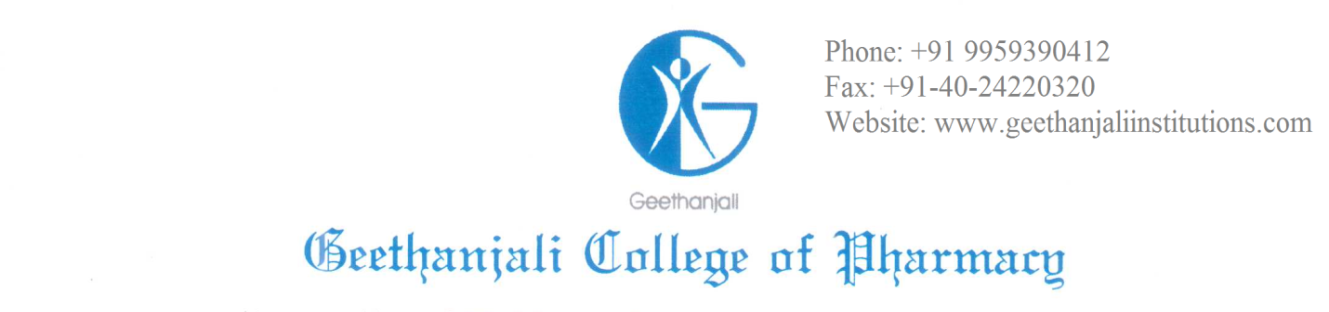 Phone: +91 9959390412
Fax: +91-40-24220320
Website: www.geethanjaliinstitutions.com
Geethanjali
Geethanjali College of Pharmacy